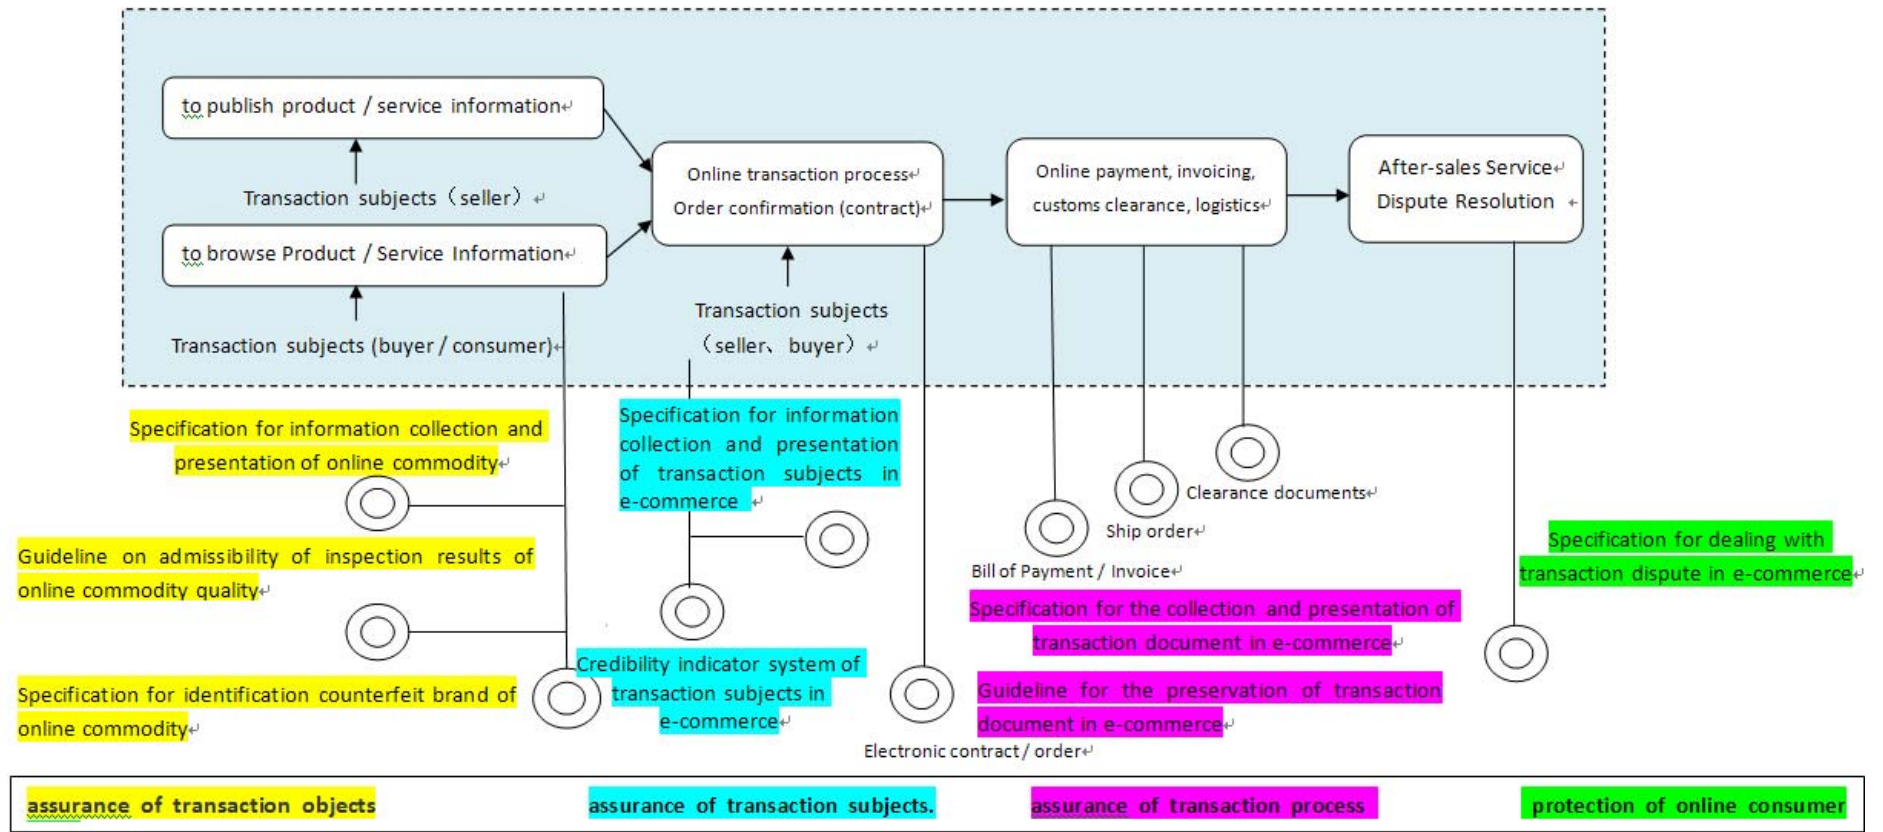 to publish product / service information
Transaction subjects（seller）
to browse Product / Service Information
Transaction subjects (buyer / consumer)
Online transaction process
Order confirmation (contract)
Transaction subjects
（seller、buyer）
Online payment, invoicing,
customs clearance, logistics
After-sales Service
Dispute Resolution
Specification for information collection and
presentation of online commodity
Guideline on admissibility of inspection results of
online commodity quality
Specification for identification counterfeit brand of
online commodity
Specification for information
collection and presentation
of transaction subjects in
e-commerce
Credibility indicator system of
transaction subjects in
e-commerce
Electronic contract / order
Clearance documents
Ship order
Bill of Payment / Invoice
Specification for the collection and presentation of
transaction document in e-commerce
Guideline for the preservation of transaction
document in e-commerce
Specification for dealing with
transaction dispute in e-commerce
assurance of transaction objects
assurance of transaction subjects.
assurance of transaction process
protection of online consumer